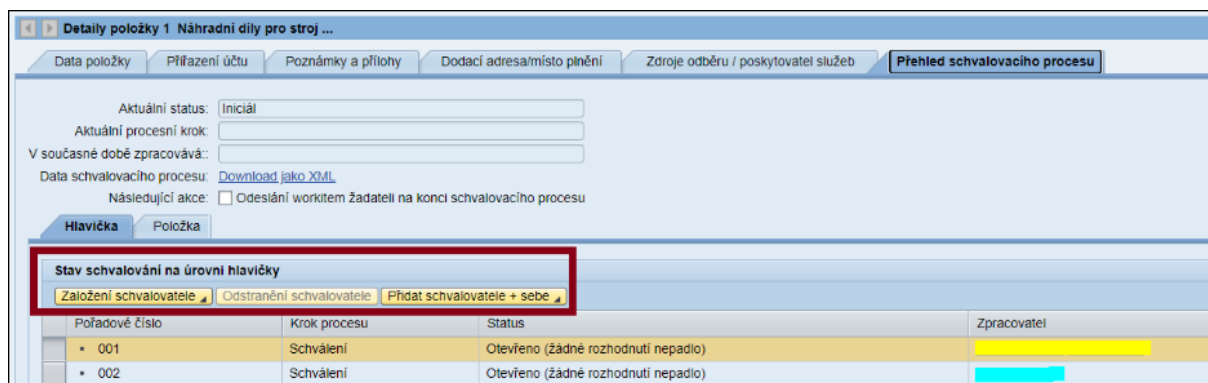 Detaily položky 1 Náhradní díly pro stroj ...
Data položky Přiřazení účtu Poznámky a přílohy Dodací adresa/místo plnění Zdroje odběru / poskytovatel služeb Přehled schvalovacího procesu
Aktuální status: Iniciál
Aktuální procesní krok:
V současné době zpracovává::
Data schvalovacího procesu: Download jako XML
Následující akce: Odeslání workitem žadateli na konci schvalovacího procesu
Hlavička Položka
Stav schvalování na úrovni hlavičky
Založení schvalovatele Odstranění schvalovatele Přidat schvalovatele + sebe
Pořadové číslo Krok procesu Status Zpracovatel
001 Schválení Otevřeno (žádné rozhodnutí nepadlo)
002 Schválení Otevřeno (žádné rozhodnutí nepadlo)